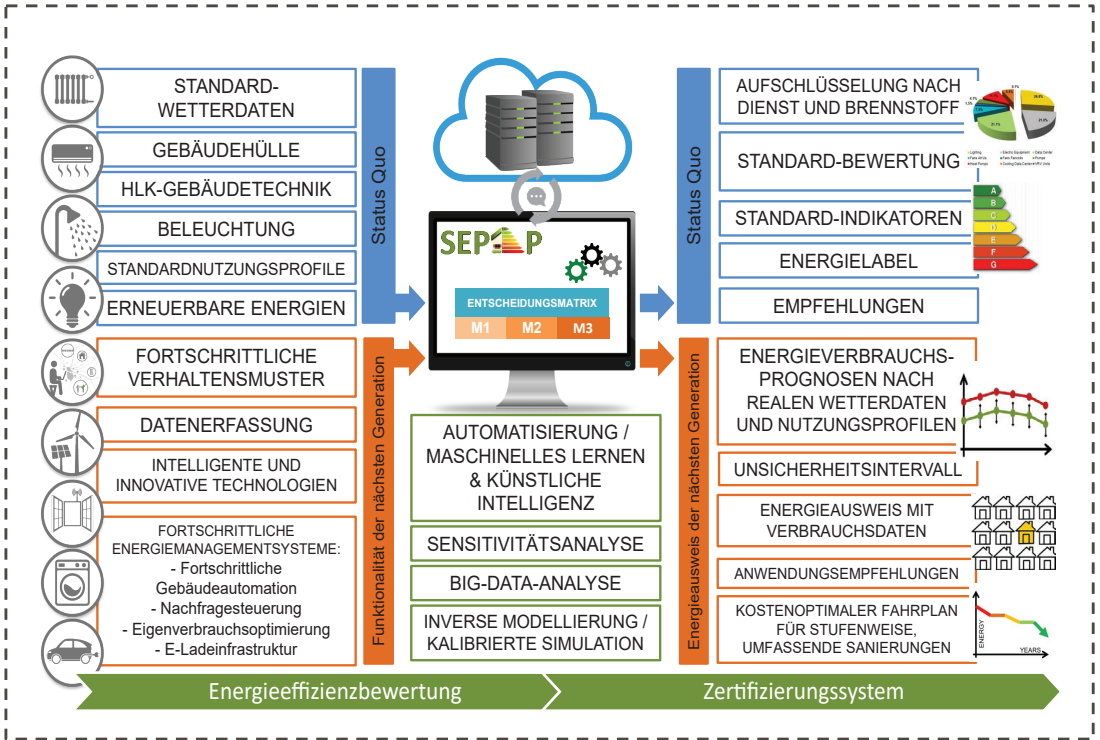 STANDARD-
WETTERDATEN
GEBÄUDEHÜLLE
HLK-GEBÄUDETECHNIK
BELEUCHTUNG
STANDARDNUTZUNGSPROFILE
ERNEUERBARE ENERGIEN
Status Quo
FORTSCHRITTLICHE
VERHALTENSMUSTER
DATENERFASSUNG
INTELLIGENTE UND
INNOVATIVE TECHNOLOGIEN
FORTSCHRITTLICHE
ENERGIEMANAGEMENTSYSTEME:
- Fortschrittliche
Gebäudeautomation
- Nachfragesteuerung
- Eigenverbrauchsoptimierung
- E-Ladeinfrastruktur
Funktionalität der nächsten Generation
ENTSCHEIDUNGSMATRIX
M1 M2 M3
AUTOMATISIERUNG /
MASCHINELLES LERNEN
& KÜNSTLICHE
INTELLIGENZ
SENSITIVITÄTSANALYSE
BIG-DATA-ANALYSE
INVERSE MODELLIERUNG /
KALIBRIERTE SIMULATION
Status Quo
AUFSCHLÜSSELUNG NACH
DIENST UND BRENNSTOFF
STANDARD-BEWERTUNG
STANDARD-INDIKATOREN
ENERGIELABEL
EMPFEHLUNGEN
A
B
C
D
E
F
G
Energieausweis der nächsten Generation
ENERGIEVERBRAUCHS-
PROGNOSEN NACH
REALEN WETTERDATEN
UND NUTZUNGSPROFILEN
UNSICHERHEITSINTERVALL
ENERGIEAUSWEIS MIT
VERBRAUCHSDATEN
ANWENDUNGSEMPFEHLUNGEN
KOSTENOPTIMALER FAHRPLAN
FÜR STUFENWEISE,
UMFASSENDE SANIERUNGEN
ENERGY
YEARS
Energieeffizienzbewertung
Zertifizierungssystem